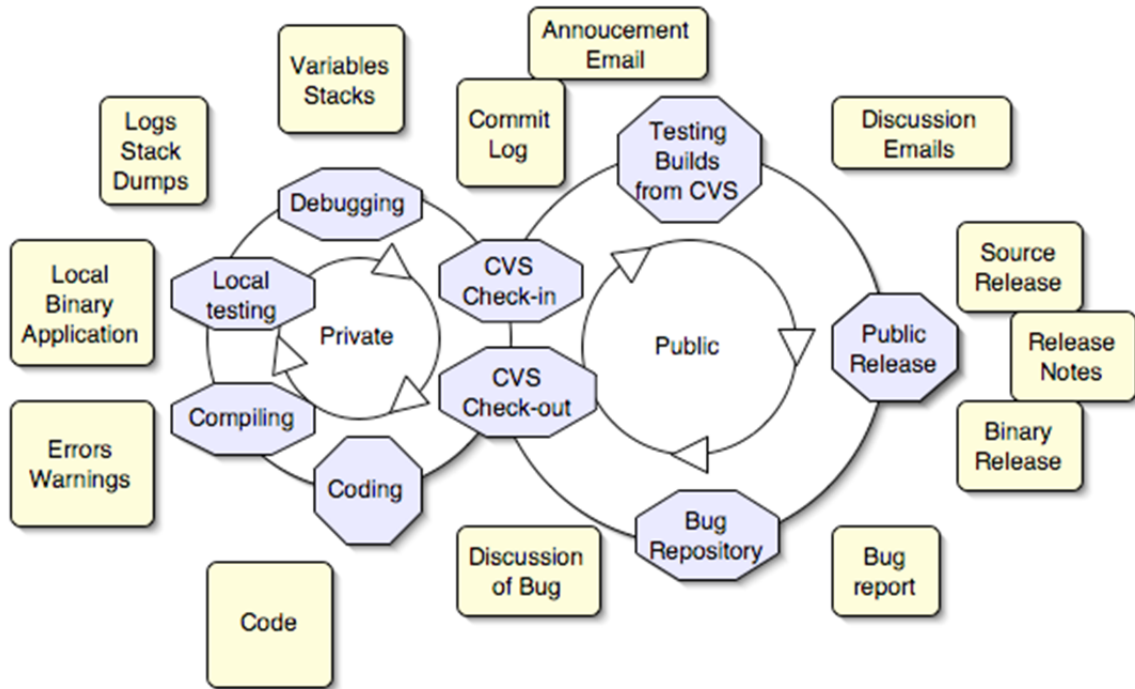 Annoucement
Email
Variables
Stacks
Commit
Log
Testing
Builds
from CVS
Discussion
Emails
Logs
Stack
Dumps
Debugging
Local
Binary
Application
Local
testing
Private
CVS
Check-in
Public
Source
Release
Public
Release
Release
Notes
CVS
Check-out
Compiling
Errors
Warnings
Coding
Binary
Release
Bug
Repository
Discussion
of Bug
Bug
report
Code